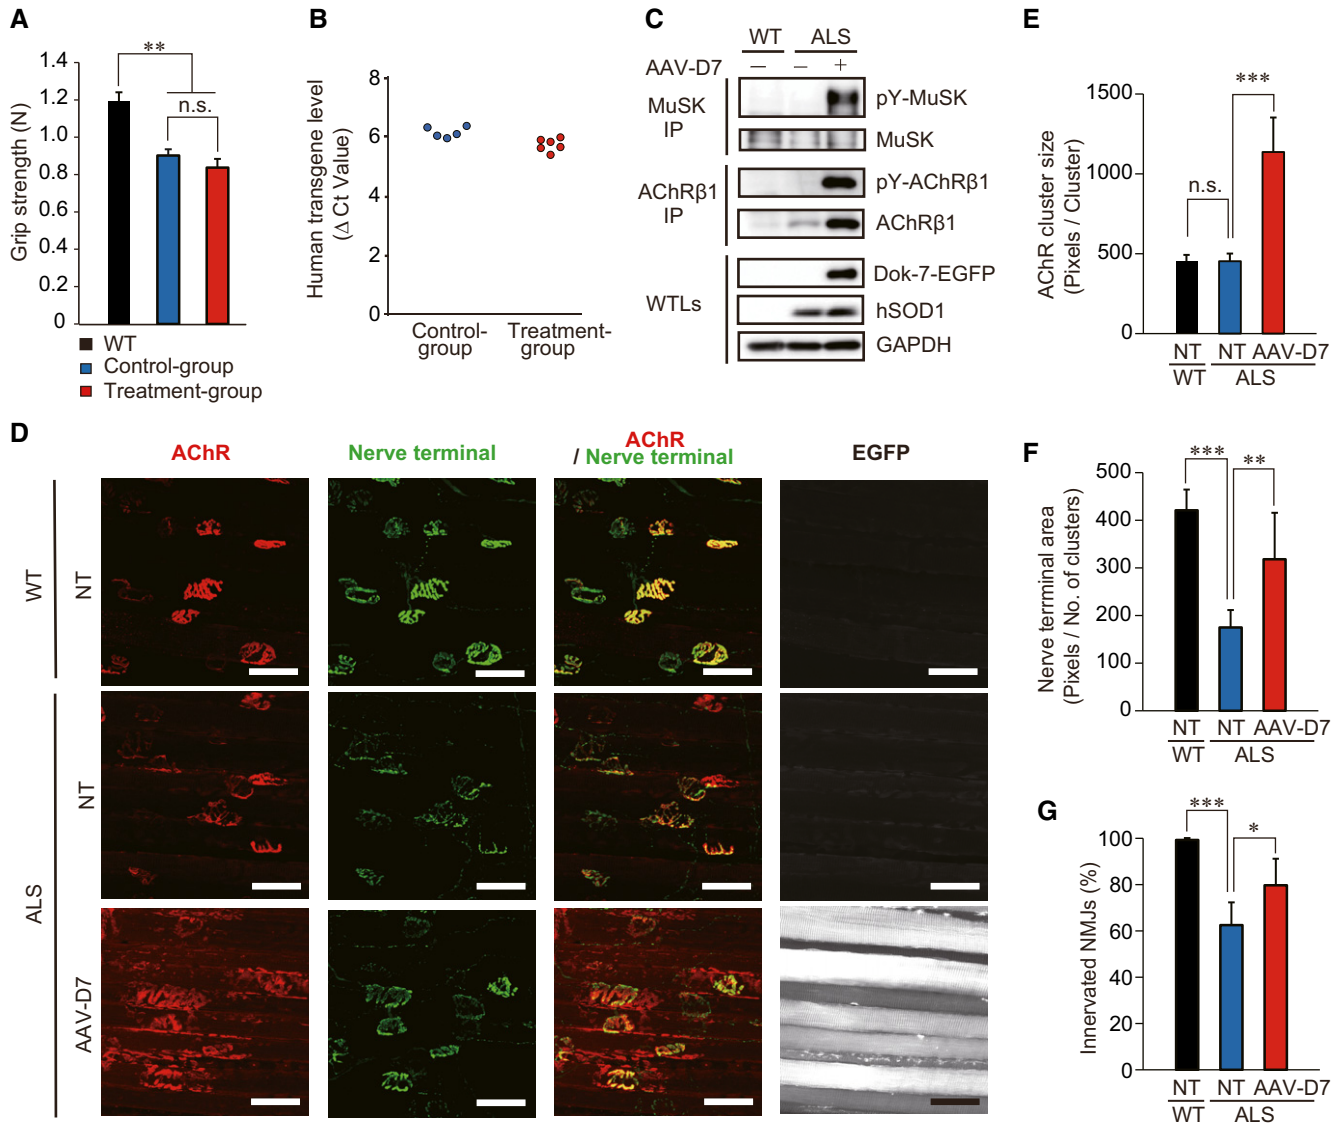 A
Grip strength (N)
1.4
1.2
1.0
0.8
0.6
0.4
0.2
0
**
n.s.
WT
Control-group
Treatment-group
B
Human transgene level
(Δ Ct Value)
8
6
4
2
0
Control-
group
Treatment-
group
C
WT ALS
AAV-D7 – – +
MuSK
IP
pY-MuSK
MuSK
AChRβ1
IP
pY-AChRβ1
AChRβ1
WTLs
Dok-7-EGFP
hSOD1
GAPDH
D
AChR
Nerve terminal
AChR
/ Nerve terminal
EGFP
WT
NT
ALS
NT
AAV-D7
E
AChR cluster size
(Pixels / Cluster)
1500
1000
500
0
n.s.
***
NT NT AAV-D7
WT ALS
F
Nerve terminal area
(Pixels / No. of clusters)
500
400
300
200
100
0
***
**
NT NT AAV-D7
WT ALS
G
Innervated NMJs (%)
100
80
60
40
20
0
***
*
NT NT AAV-D7
WT ALS